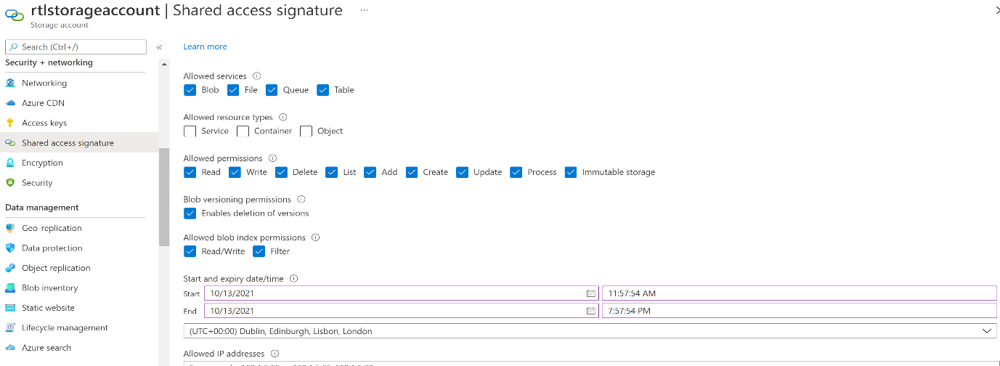 rtlstorageaccount | Shared access signature ...
Storage account
Search (Ctrl+/)
«
Security + networking
Networking
Azure CDN
Access keys
Shared access signature
Encryption
Security
Data management
Geo-replication
Data protection
Object replication
Blob inventory
Static website
Lifecycle management
Azure search
Learn more
Allowed services
Blob File Queue Table
Allowed resource types
Service Container Object
Allowed permissions
Read Write Delete List Add Create Update Process Immutable storage
Blob versioning permissions
Enables deletion of versions
Allowed blob index permissions
Read/Write Filter
Start and expiry date/time
Start 10/13/2021 11:57:54 AM
End 10/13/2021 7:57:54 PM
(UTC+00:00) Dublin, Edinburgh, Lisbon, London
Allowed IP addresses